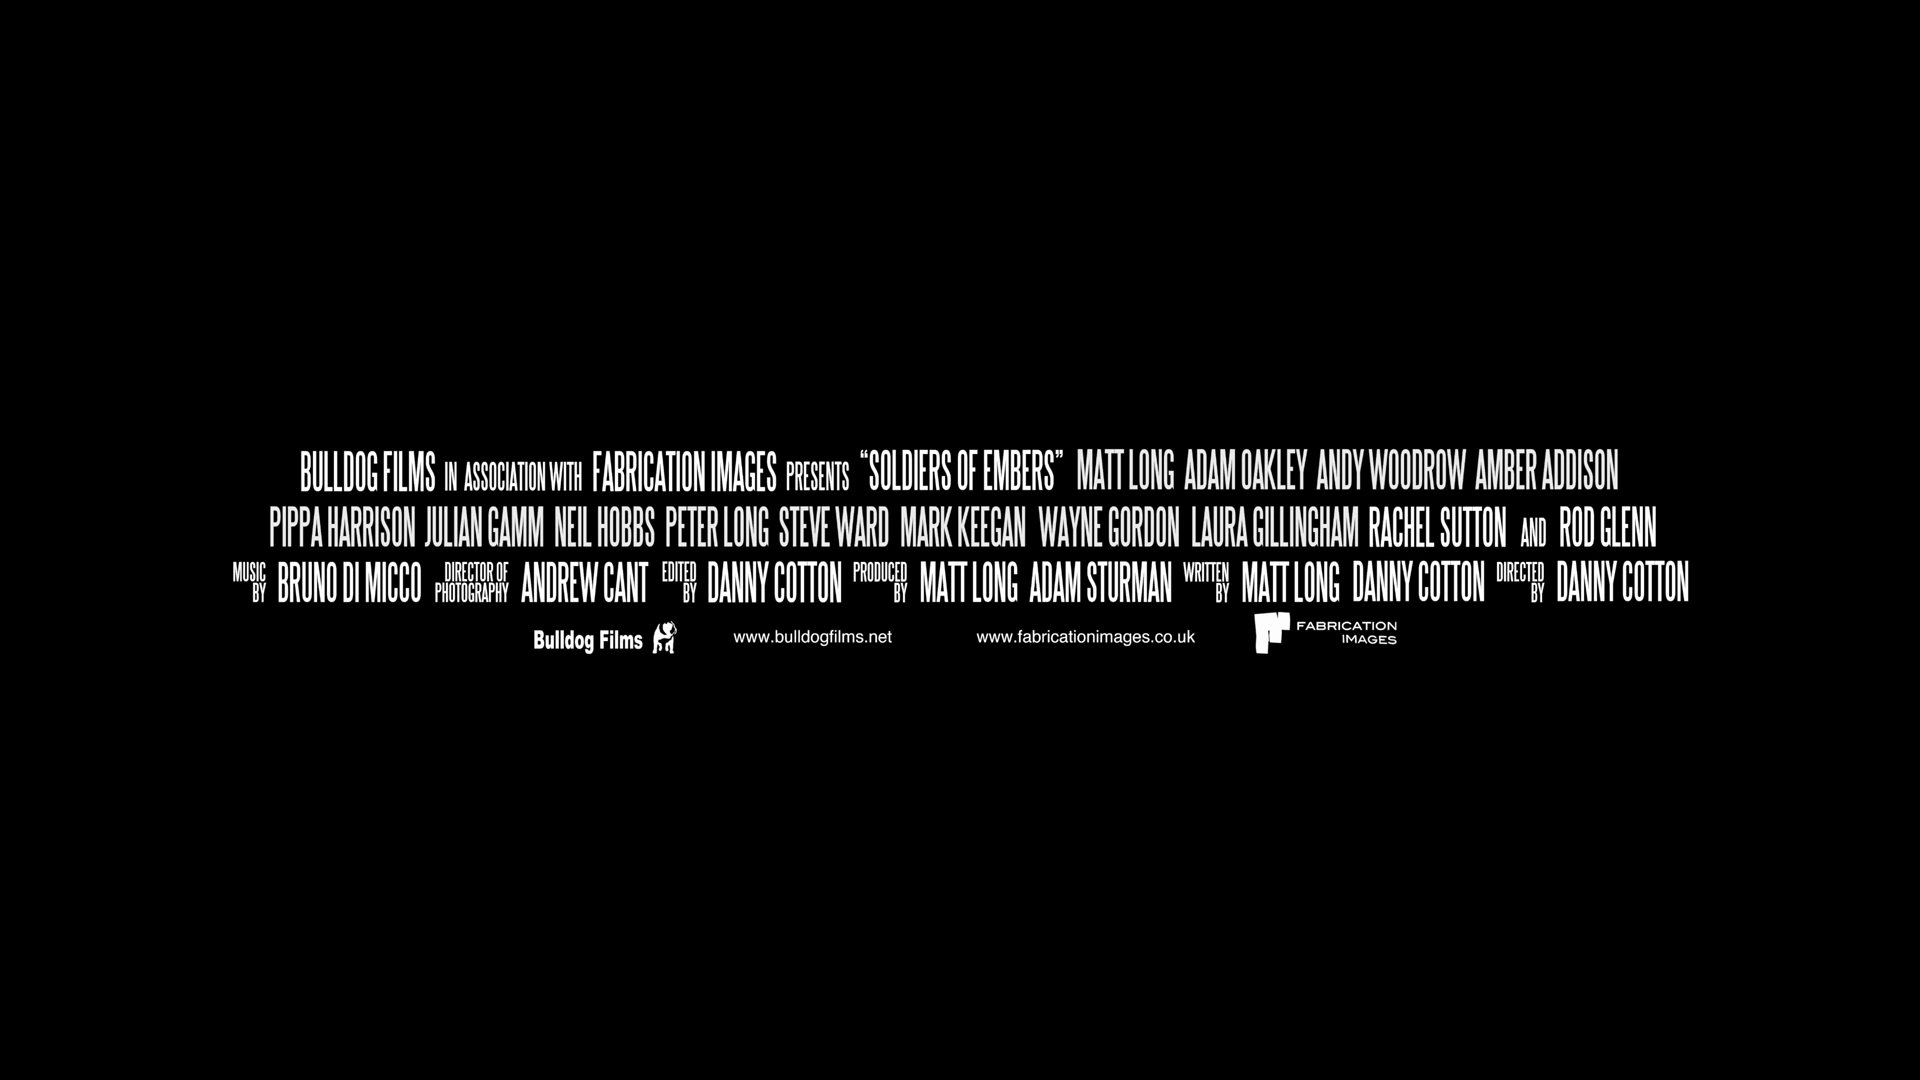 BULLDOG FILMS IN ASSOCIATION WITH FABRICATION IMAGES PRESENTS “SOLDIERS OF EMBERS” MATT LONG ADAM OAKLEY ANDY WOODROW AMBER ADDISON
PIPPA HARRISON JULIAN GAMM NEIL HOBBS PETER LONG STEVE WARD MARK KEEGAN WAYNE GORDON LAURA GILLINGHAM RACHEL SUTTON AND ROD GLENN
MUSIC BY BRUNO DI MICCO DIRECTOR OF PHOTOGRAPHY ANDREW CANT EDITED BY DANNY COTTON PRODUCED BY MATT LONG ADAM STURMAN WRITTEN BY MATT LONG DANNY COTTON DIRECTED BY DANNY COTTON
Bulldog Films www.bulldogfilms.net www.fabricationimages.co.uk FABRICATION IMAGES